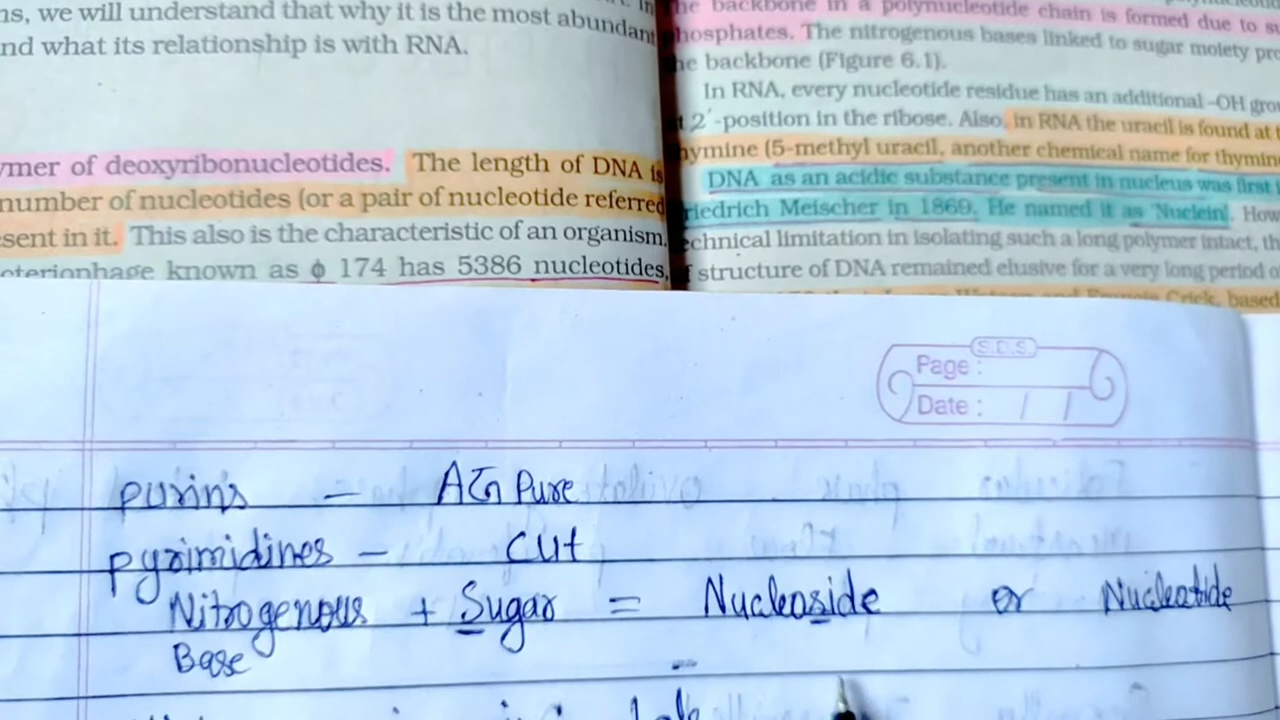 ns, we will understand that why it is the most abundant
nd what its relationship is with RNA.
ymer of deoxyribonucleotides. The length of DNA is
number of nucleotides (or a pair of nucleotide referred
sent in it. This also is the characteristic of an organism.
cteriophage known as ϕ 174 has 5386 nucleotides,
he backbone in a polynucleotide chain is formed due to su
hosphates. The nitrogenous bases linked to sugar moiety pro
he backbone (Figure 6.1).
In RNA, every nucleotide residue has an additional –OH gro
t 2'-position in the ribose. Also, in RNA the uracil is found at t
hymine (5-methyl uracil, another chemical name for thymin
DNA as an acidic substance present in nucleus was first i
riedrich Meischer in 1869. He named it as 'Nuclein'. How
echnical limitation in isolating such a long polymer intact, th
f structure of DNA remained elusive for a very long period o
Crick, based
S.D.S.
Page :
Date : / /
purins - AG Pure
pyrimidines - CUt
Nitrogenous + Sugar = Nucleoside or Nucleotide
Base